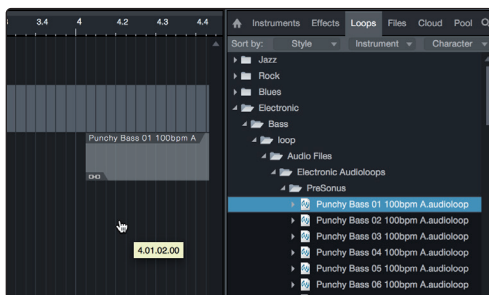 3.4 4 4.2 4.3 4.4
Punchy Bass 01 100bpm A
4.01.02.00
Instruments Effects Loops Files Cloud Pool
Sort by: Style Instrument Character
Jazz
Rock
Blues
Electronic
Bass
loop
Audio Files
Electronic Audioloops
PreSonus
Punchy Bass 01 100bpm A.audioloop
Punchy Bass 02 100bpm A.audioloop
Punchy Bass 03 100bpm A.audioloop
Punchy Bass 04 100bpm A.audioloop
Punchy Bass 05 100bpm A.audioloop
Punchy Bass 06 100bpm A.audioloop